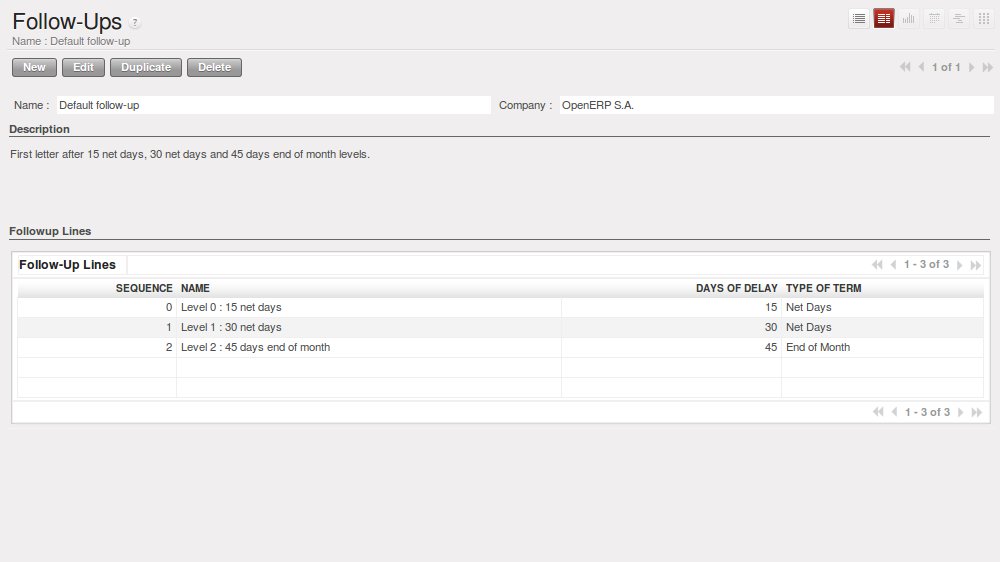 Follow-Ups ?
Name : Default follow-up
New Edit Duplicate Delete 1 of 1
Name : Default follow-up Company : OpenERP S.A.
Description
First letter after 15 net days, 30 net days and 45 days end of month levels.
Followup Lines
Follow-Up Lines 1 - 3 of 3
SEQUENCE NAME DAYS OF DELAY TYPE OF TERM
0 Level 0 : 15 net days 15 Net Days
1 Level 1 : 30 net days 30 Net Days
2 Level 2 : 45 days end of month 45 End of Month
1 - 3 of 3